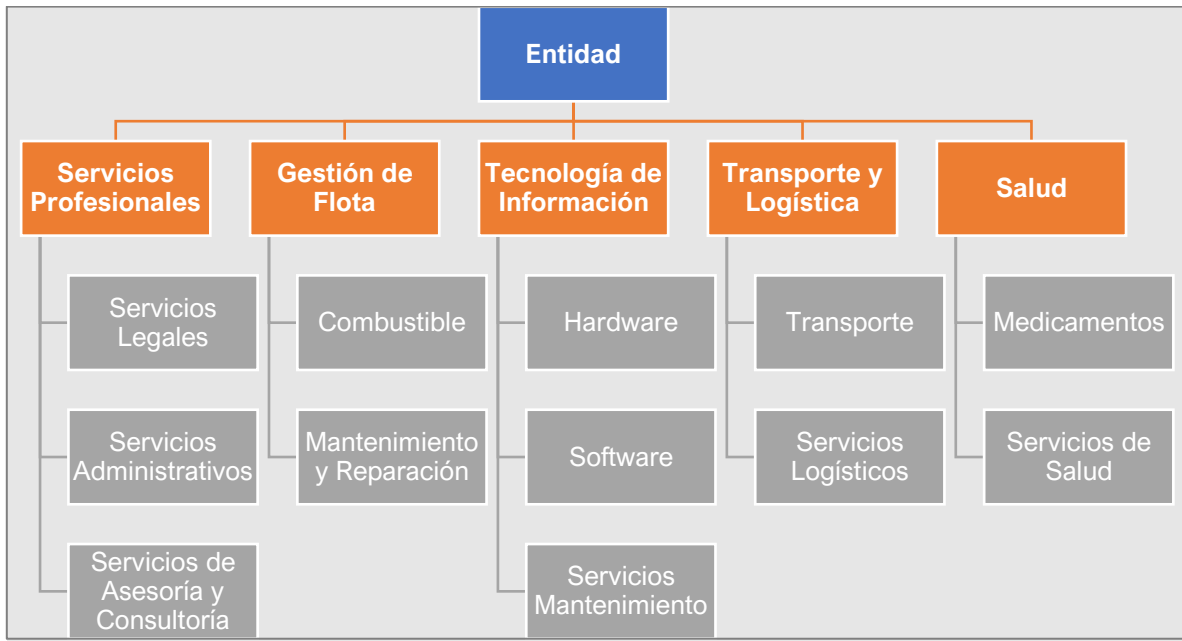 Entidad
Servicios
Profesionales
Gestión de
Flota
Tecnología de
Información
Transporte y
Logística
Salud
Servicios
Legales
Combustible
Hardware
Transporte
Medicamentos
Servicios
Administrativos
Mantenimiento
y Reparación
Software
Servicios
Logísticos
Servicios de
Salud
Servicios de
Asesoría y
Consultoría
Servicios
Mantenimiento